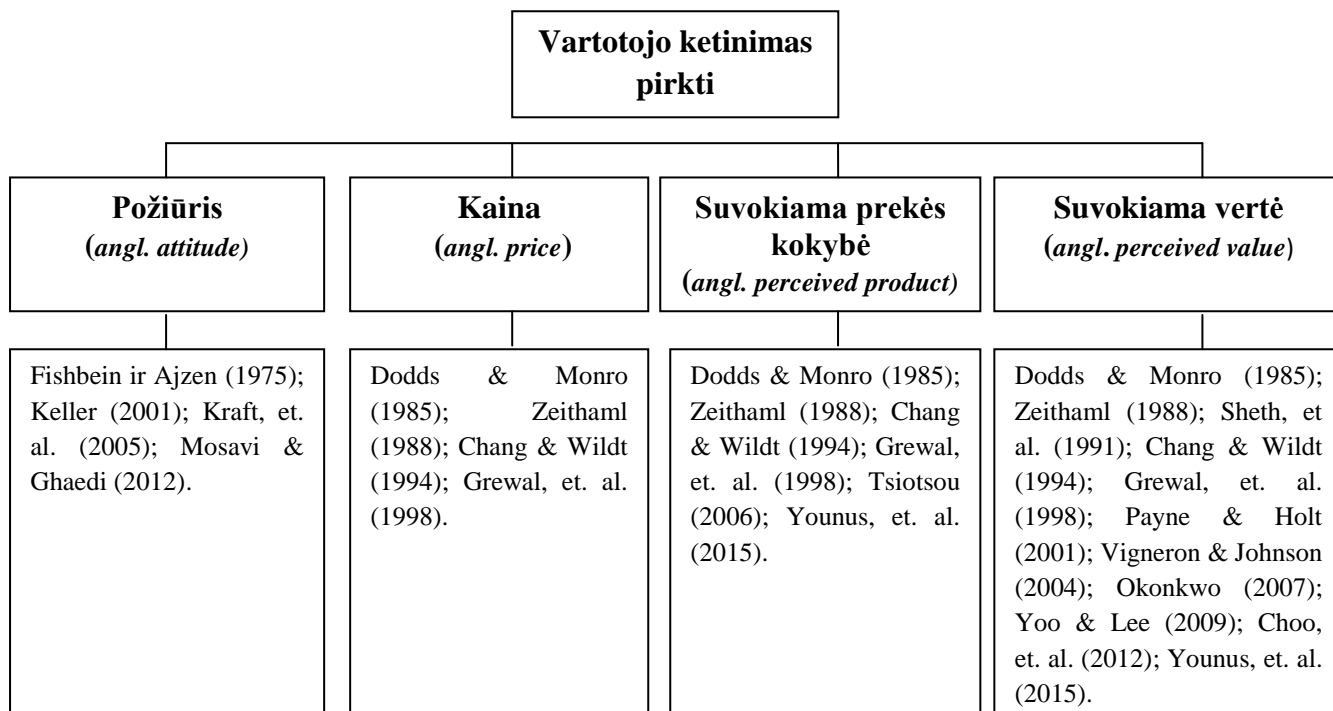 Vartotojo ketinimas
pirkti
Požiūris
(angl. attitude)
Kaina
(angl. price)
Suvokiama prekės
kokybė
(angl. perceived product)
Suvokiama vertė
(angl. perceived value)
Fishbein ir Ajzen (1975);
Keller (2001); Kraft, et.
al. (2005); Mosavi &
Ghaedi (2012).
Dodds & Monro
(1985); Zeithaml
(1988); Chang & Wildt
(1994); Grewal, et. al.
(1998).
Dodds & Monro (1985);
Zeithaml (1988); Chang
& Wildt (1994); Grewal,
et. al. (1998); Tsiotsou
(2006); Younus, et. al.
(2015).
Dodds & Monro (1985);
Zeithaml (1988); Sheth, et
al. (1991); Chang & Wildt
(1994); Grewal, et. al.
(1998); Payne & Holt
(2001); Vigneron & Johnson
(2004); Okonkwo (2007);
Yoo & Lee (2009); Choo,
et. al. (2012); Younus, et. al.
(2015).